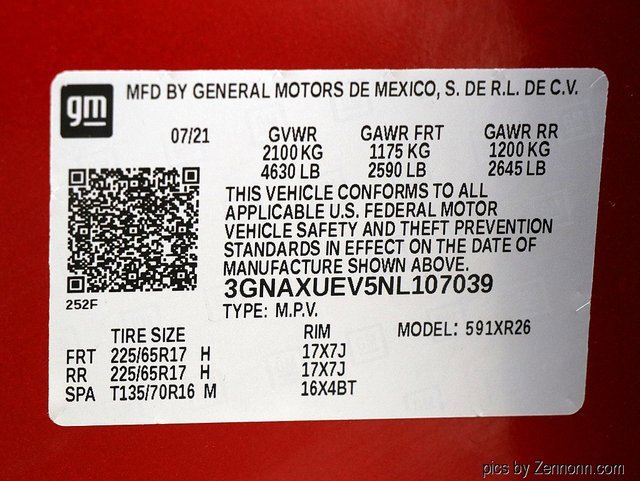 gm MFD BY GENERAL MOTORS DE MEXICO, S. DE R.L. DE C.V.
07/21 GVWR GAWR FRT GAWR RR
2100 KG 1175 KG 1200 KG
4630 LB 2590 LB 2645 LB
THIS VEHICLE CONFORMS TO ALL
APPLICABLE U.S. FEDERAL MOTOR
VEHICLE SAFETY AND THEFT PREVENTION
STANDARDS IN EFFECT ON THE DATE OF
MANUFACTURE SHOWN ABOVE.
3GNAXUEV5NL107039
252F
TYPE: M.P.V.
TIRE SIZE RIM MODEL: 591XR26
FRT 225/65R17 H 17X7J
RR 225/65R17 H 17X7J
SPA T135/70R16 M 16X4BT
pics by Zennonn.com